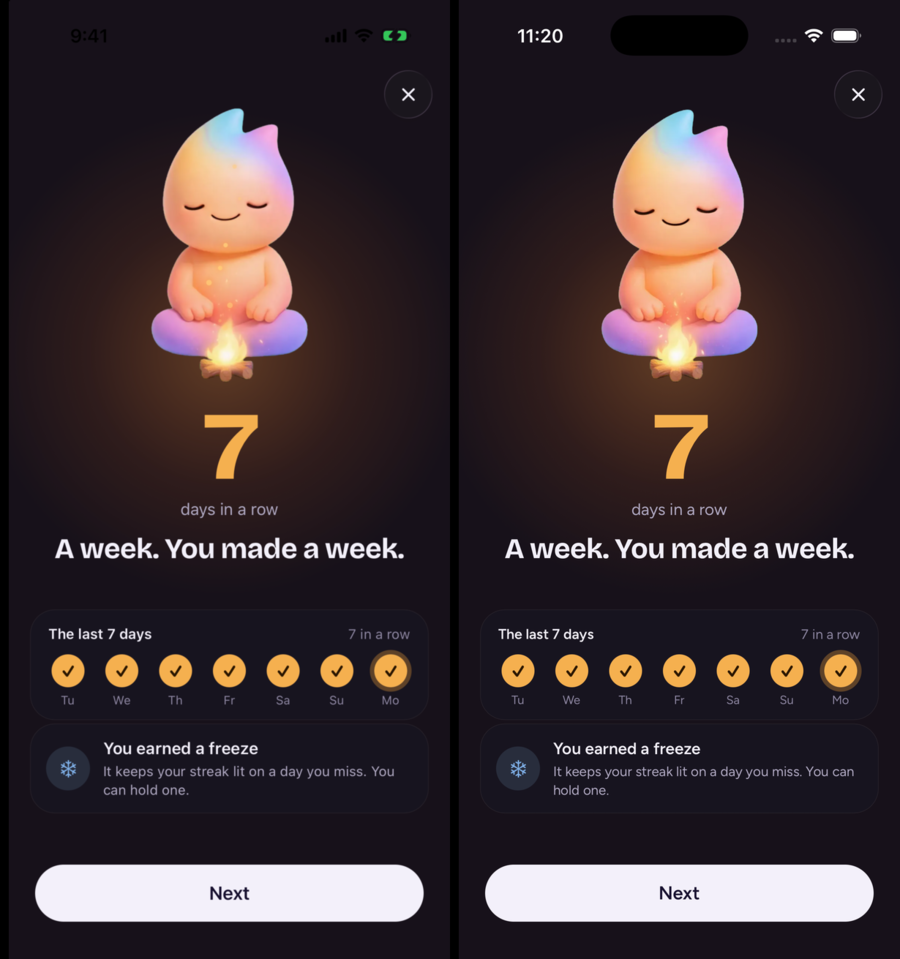 9:41
7
days in a row
A week. You made a week.
The last 7 days
7 in a row
Tu We Th Fr Sa Su Mo
You earned a freeze
It keeps your streak lit on a day you miss. You
can hold one.
Next
11:20
7
days in a row
A week. You made a week.
The last 7 days
7 in a row
Tu We Th Fr Sa Su Mo
You earned a freeze
It keeps your streak lit on a day you miss. You can
hold one.
Next